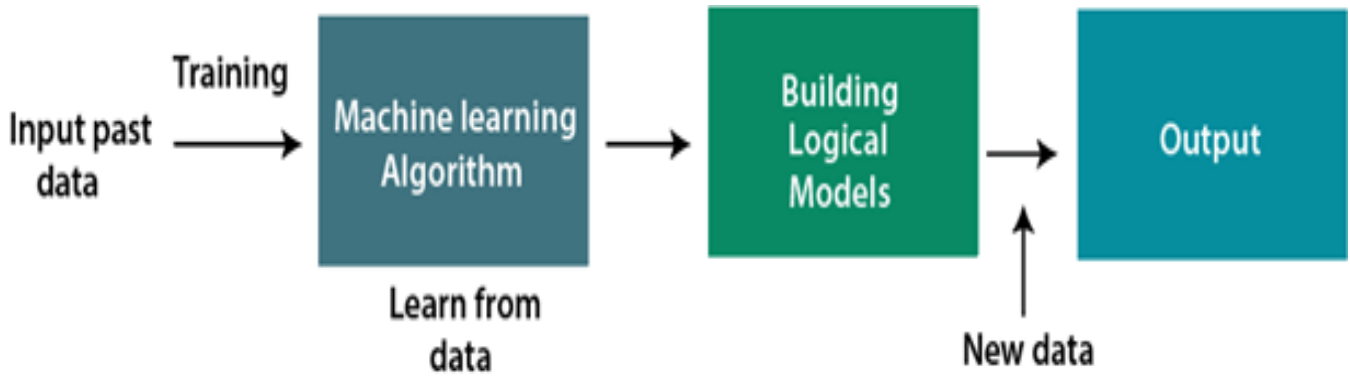 Training
Input past
data
Machine learning
Algorithm
Learn from
data
Building
Logical
Models
New data
Output